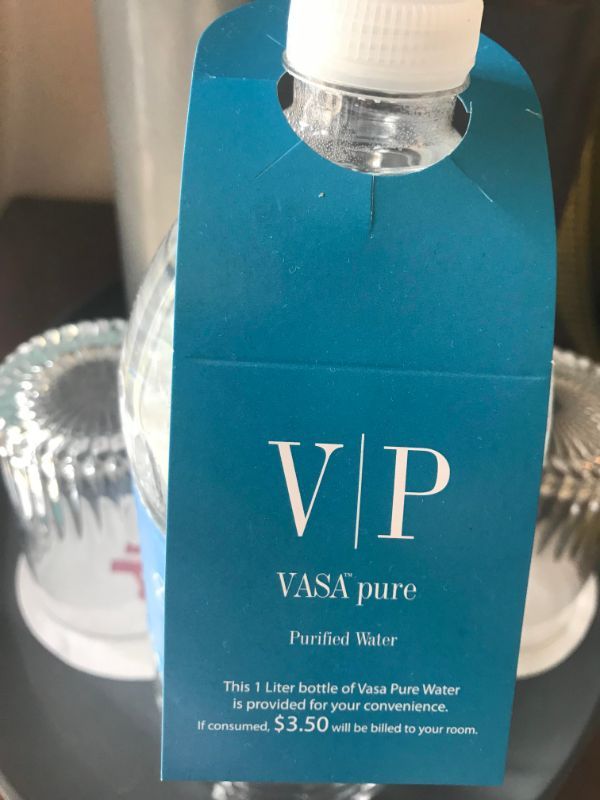 V|P
VASA™ pure
Purified Water
This 1 Liter bottle of Vasa Pure Water
is provided for your convenience.
If consumed, $3.50 will be billed to your room.